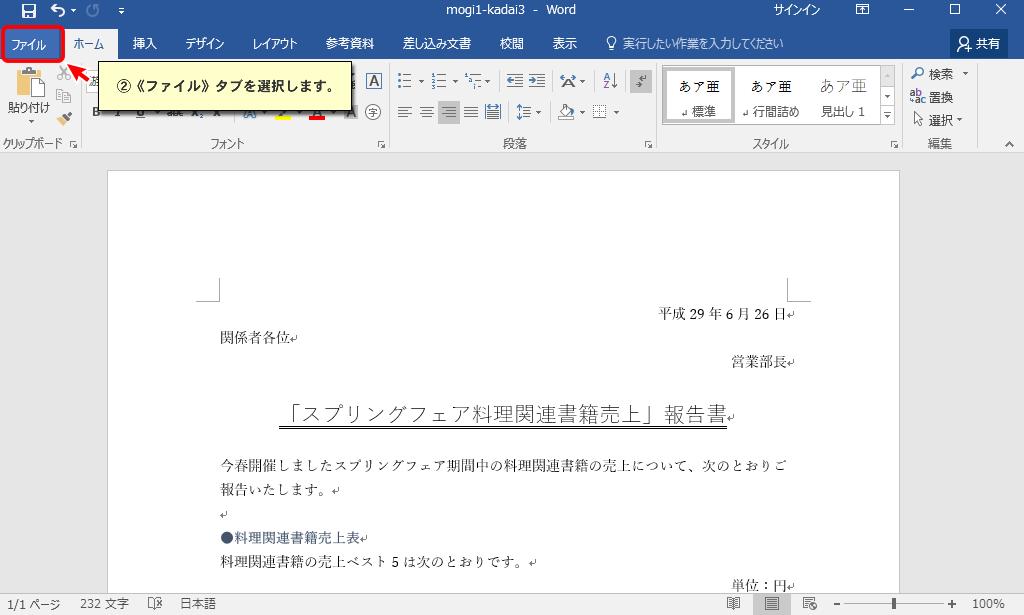 mogi1-kadai3 - Word
サインイン
ファイル ホーム 挿入 デザイン レイアウト 参考資料 差し込み文書 校閲 表示 実行したい作業を入力してください 共有
②《ファイル》タブを選択します。
貼り付け
あア亜 あア亜 あア亜
↲標準 ↲行間詰め 見出し 1
検索
置換
選択
クリップボード フォント 段落 スタイル 編集
平成 29 年 6 月 26 日↵
関係者各位↵
営業部長↵
「スプリングフェア料理関連書籍売上」報告書↵
今春開催しましたスプリングフェア期間中の料理関連書籍の売上について、次のとおりご
報告いたします。↵
↵
●料理関連書籍売上表↵
料理関連書籍の売上ベスト 5 は次のとおりです。↵
単位：円↵
1/1 ページ 232 文字 日本語 100%